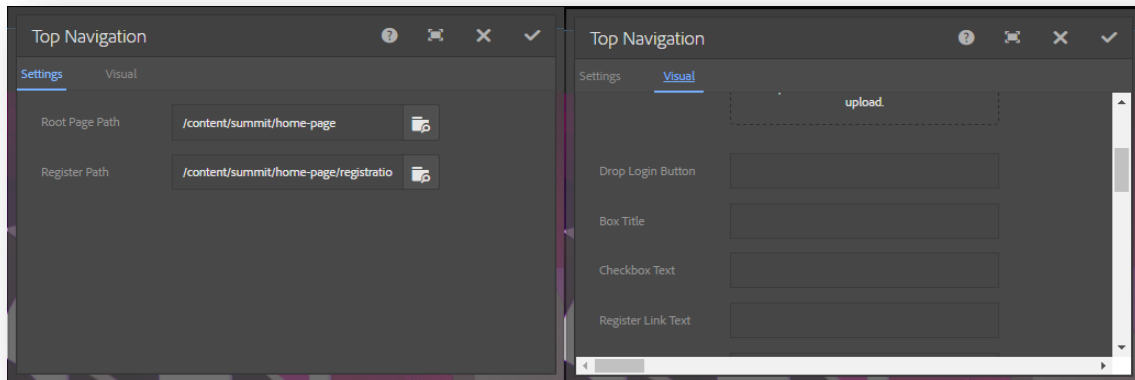 Top Navigation
Settings Visual
Root Page Path /content/summit/home-page
Register Path /content/summit/home-page/registratio
Top Navigation
Settings Visual
upload.
Drop Login Button
Box Title
Checkbox Text
Register Link Text